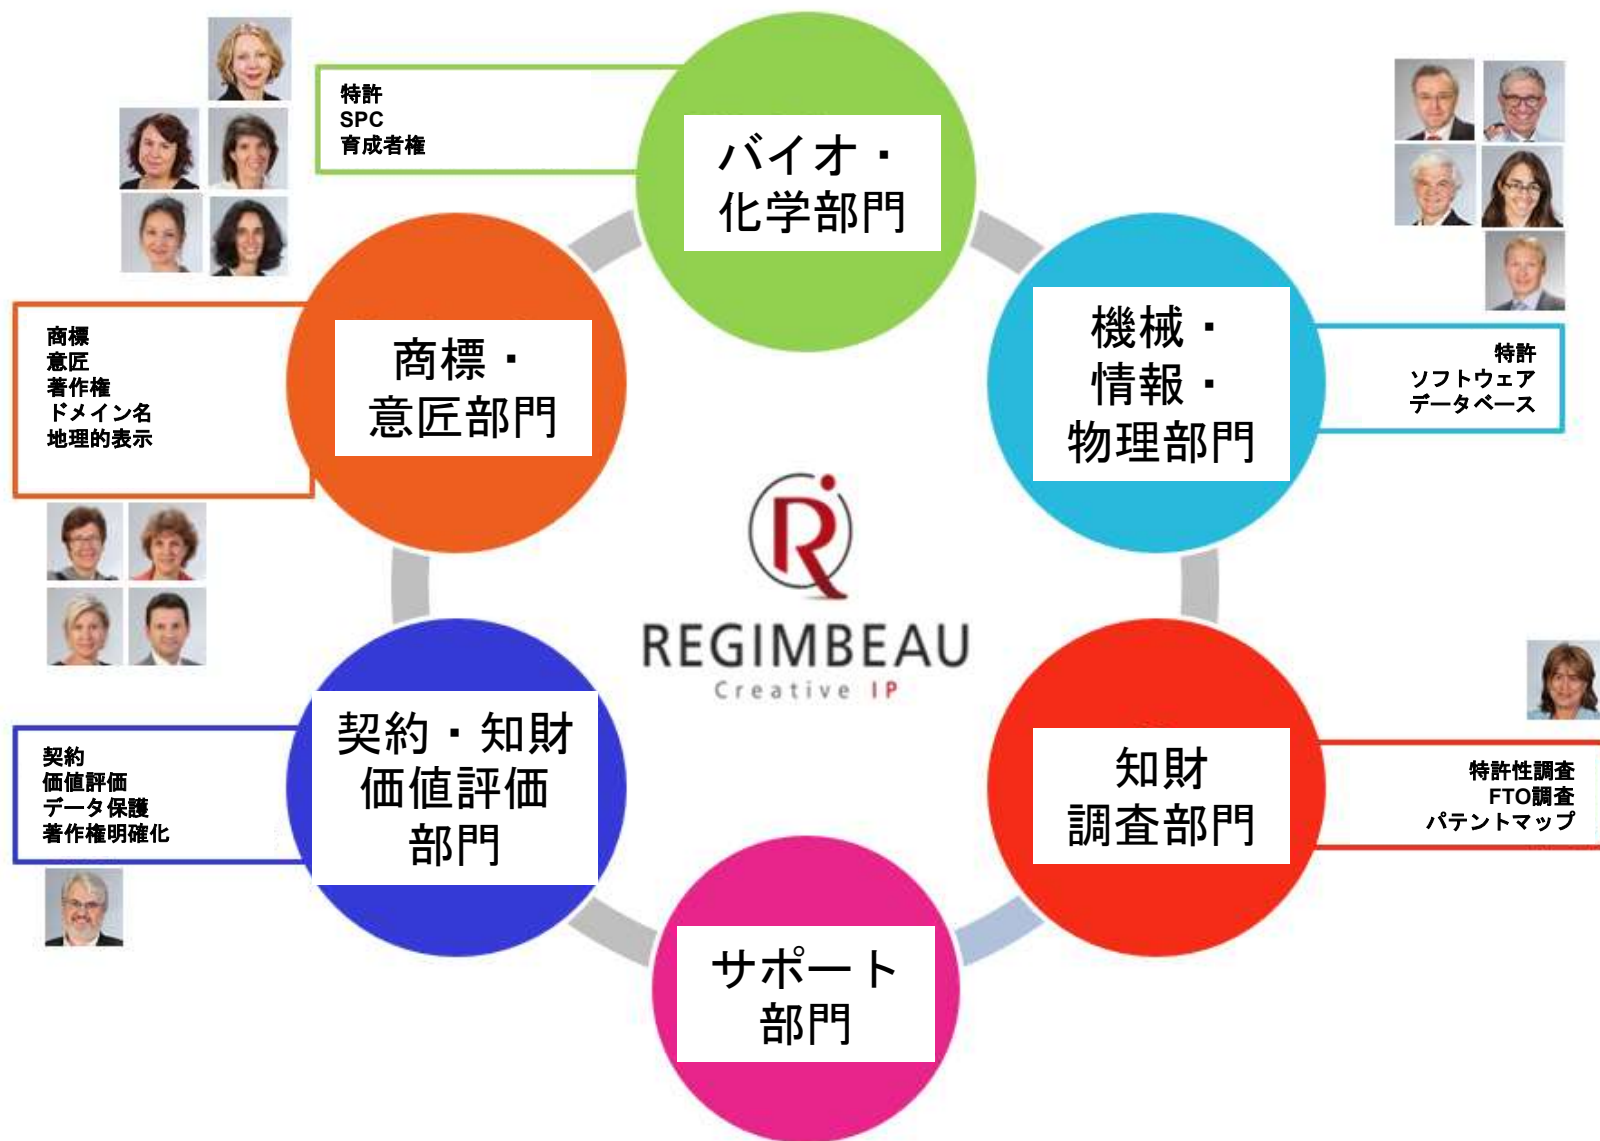 特許
SPC
育成者権
バイオ・
化学部門
商標
意匠
著作権
ドメイン名
地理的表示
商標・
意匠部門
機械・
情報・
物理部門
特許
ソフトウェア
データベース
R
REGIMBEAU
Creative IP
契約
価値評価
データ保護
著作権明確化
契約・知財
価値評価
部門
知財
調査部門
特許性調査
FTO調査
パテントマップ
サポート
部門